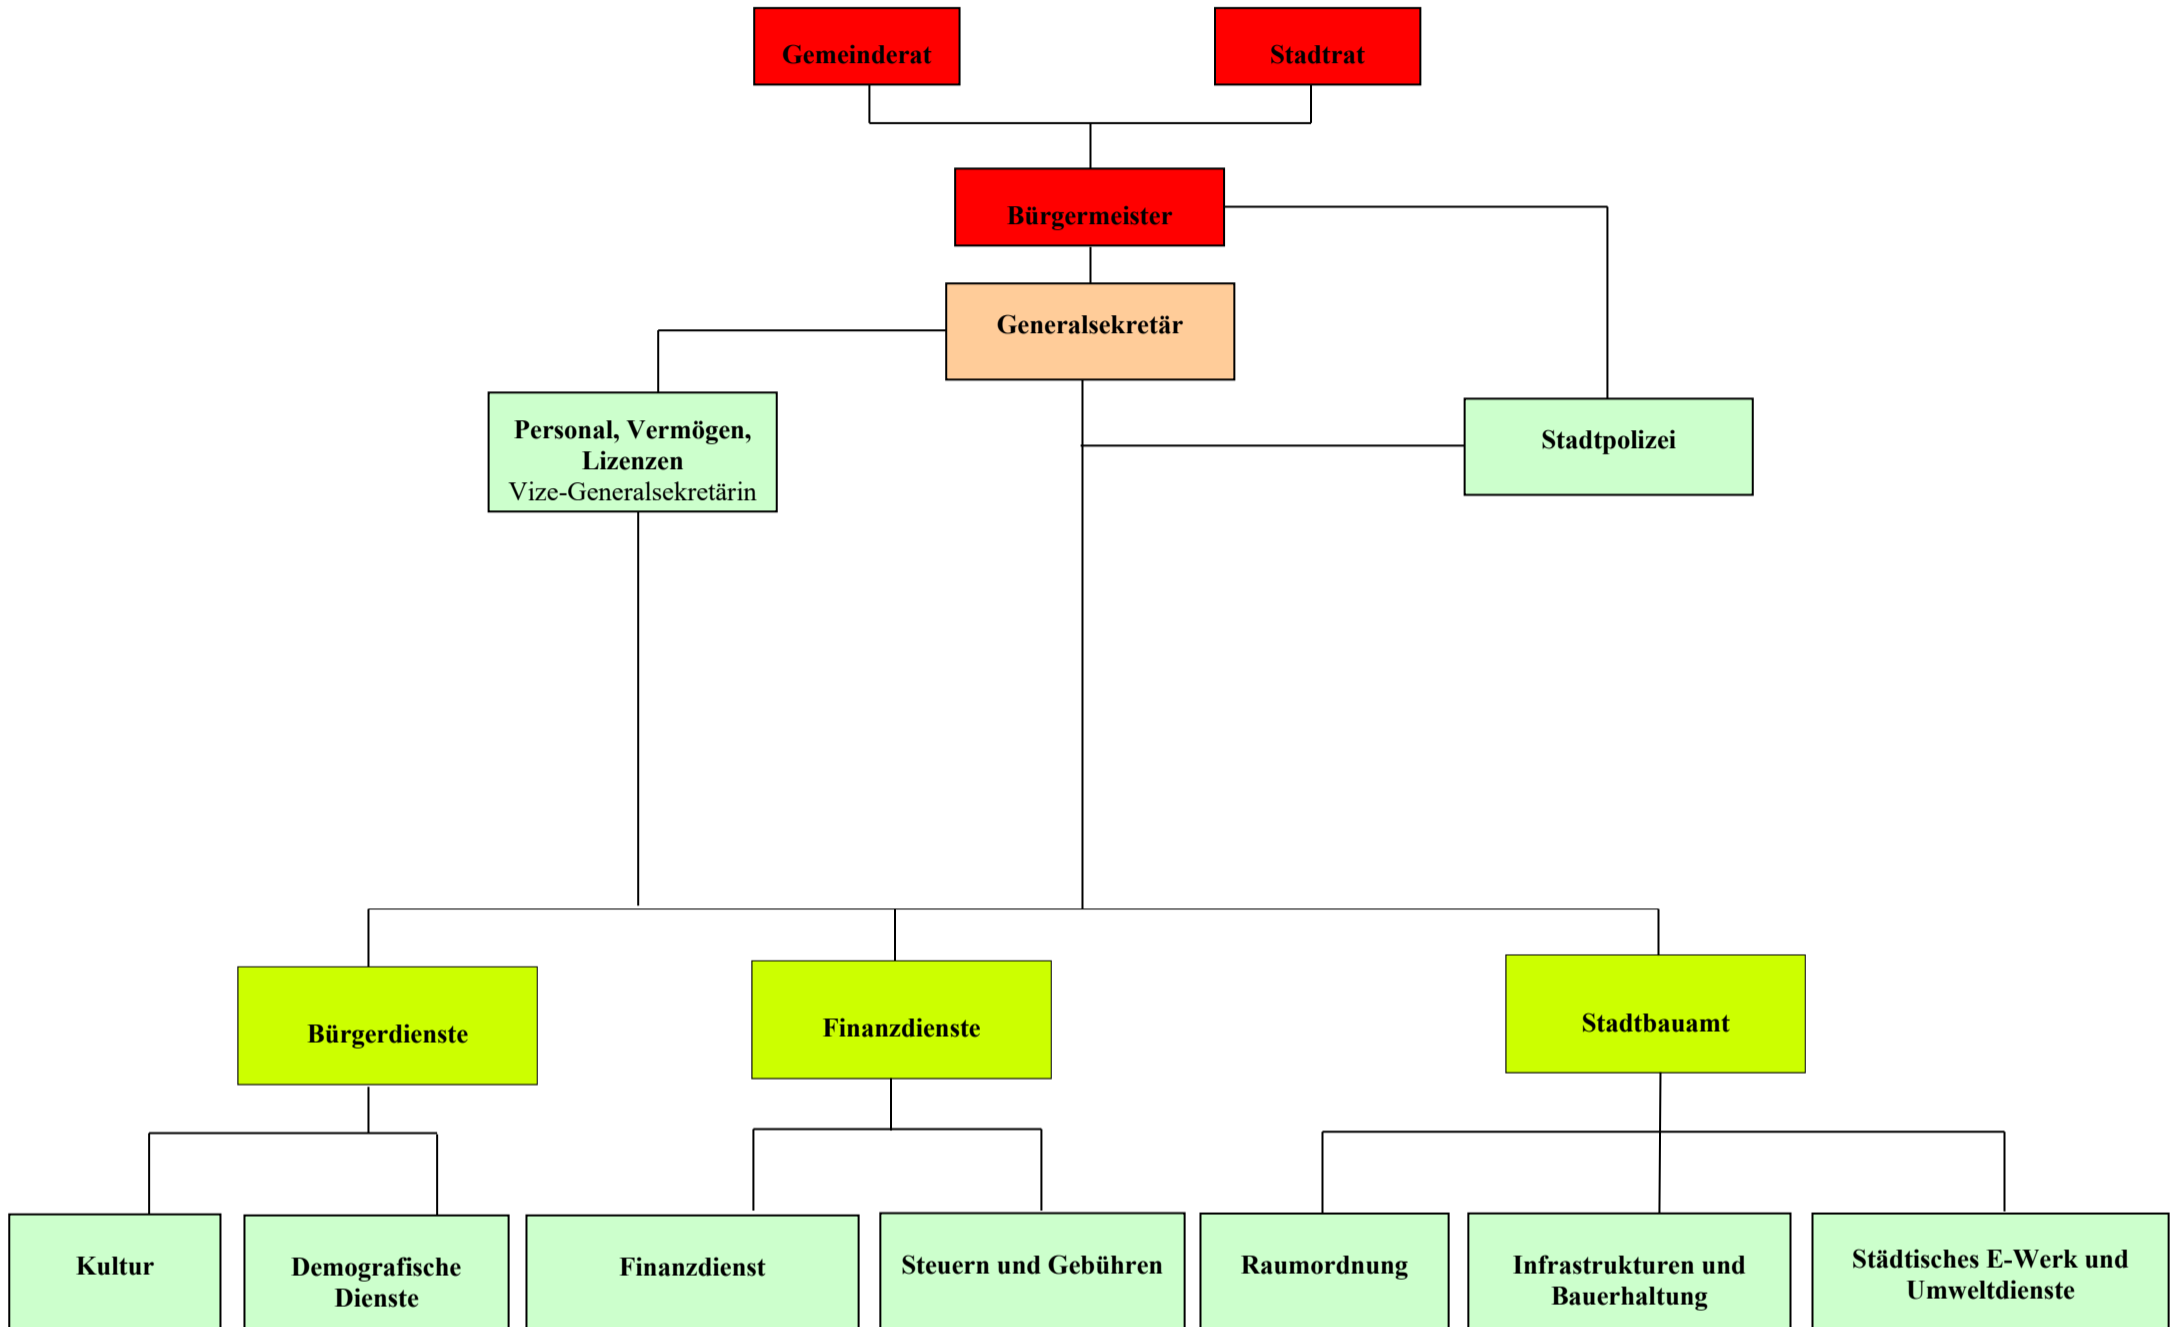 Gemeinderat
Stadtrat
Bürgermeister
Generalsekretär
Personal, Vermögen,
Lizenzen
Vize-Generalsekretärin
Stadtpolizei
Bürgerdienste
Finanzdienste
Stadtbauamt
Kultur
Demografische
Dienste
Finanzdienst
Steuern und Gebühren
Raumordnung
Infrastrukturen und
Bauerhaltung
Städtisches E-Werk und
Umweltdienste